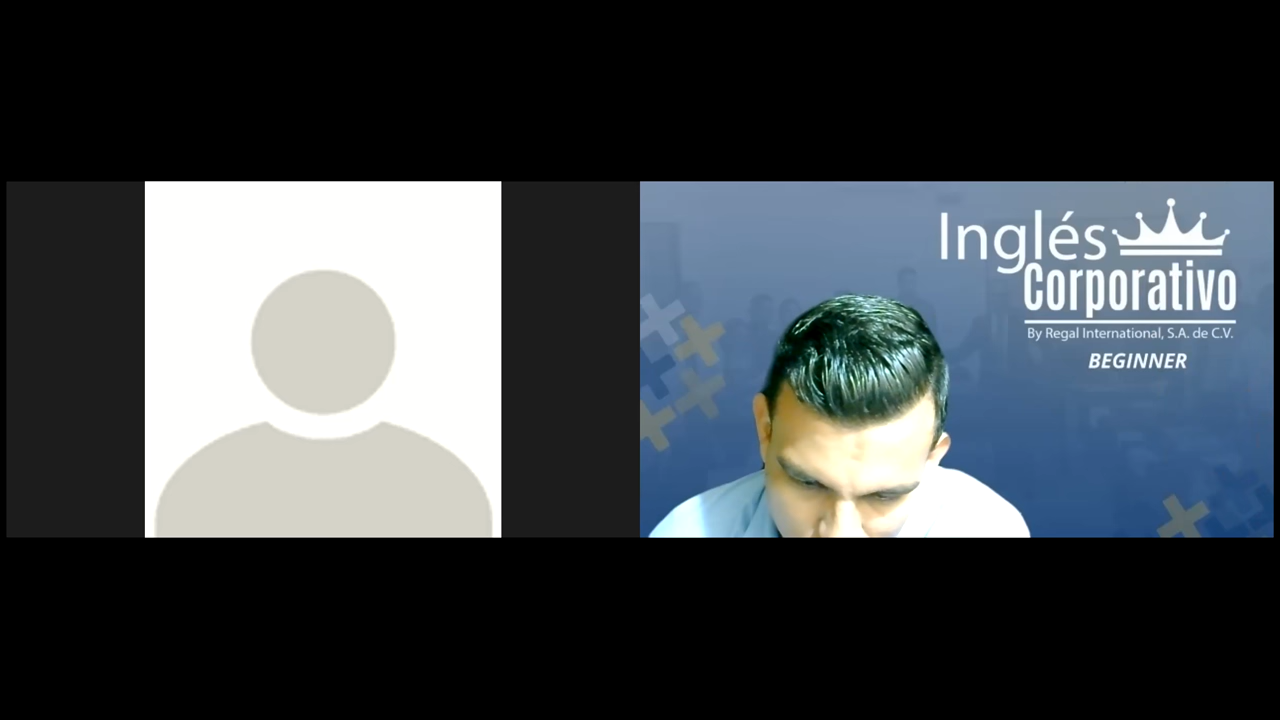 Inglés
Corporativo
By Regal International, S.A. de C.V.
BEGINNER